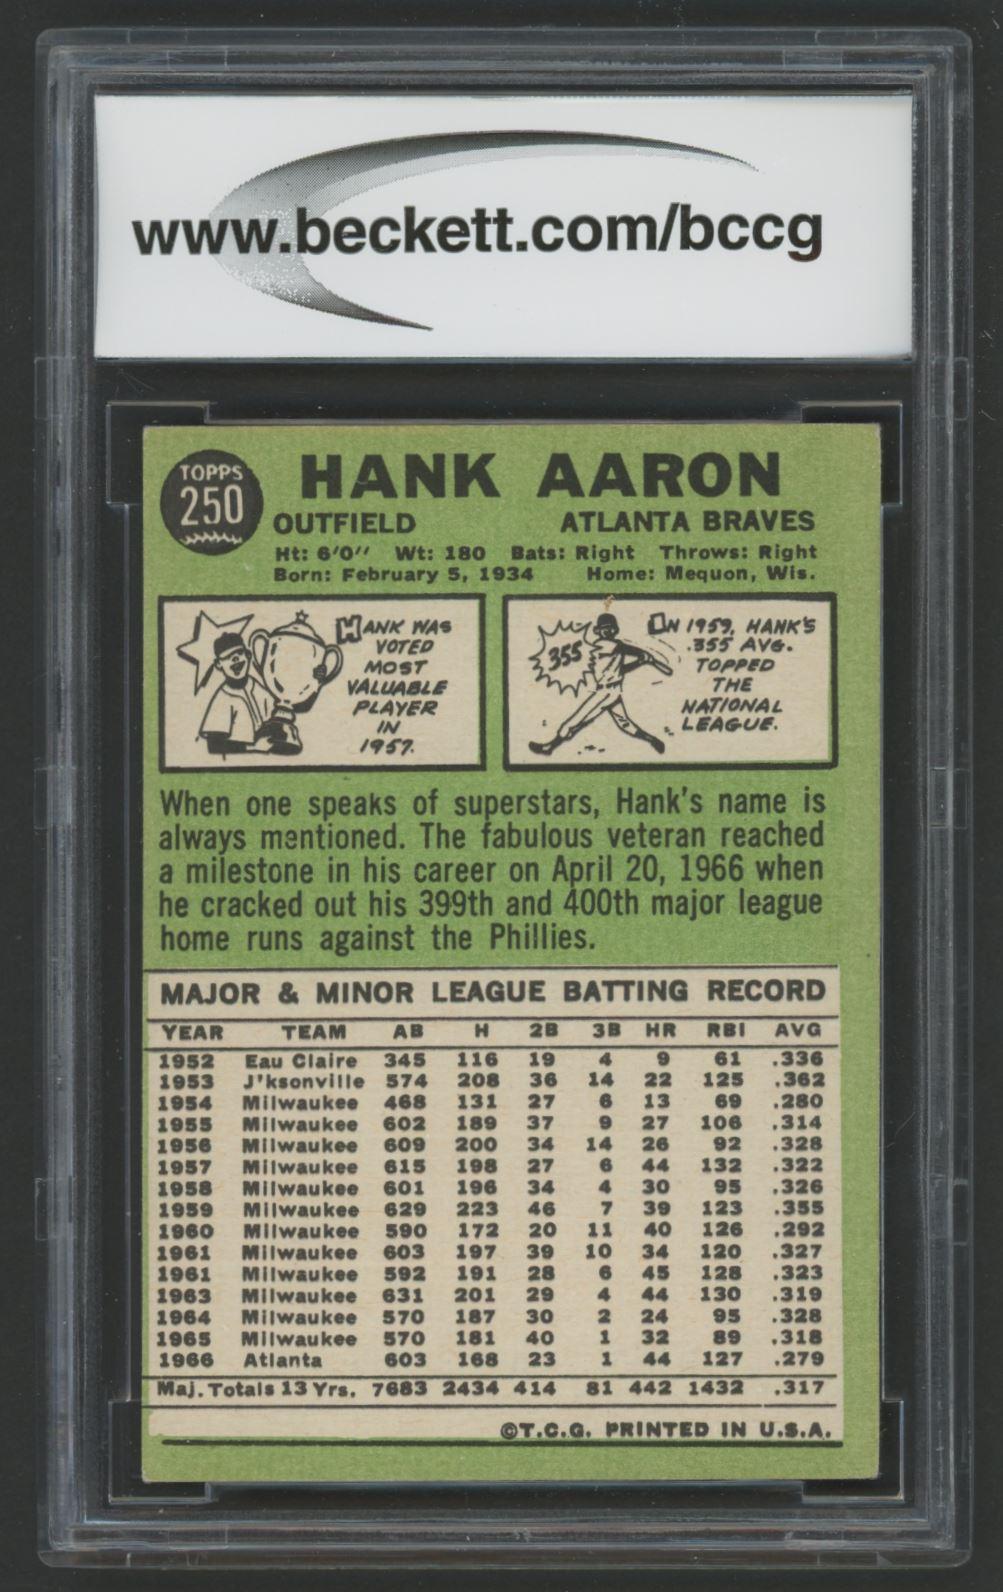 www.beckett.com/bccg
TOPPS
250
HANK AARON
OUTFIELD ATLANTA BRAVES
Ht: 6'0" Wt: 180 Bats: Right Throws: Right
Born: February 5, 1934 Home: Mequon, Wis.
HANK WAS
VOTED
MOST
VALUABLE
PLAYER
IN
1957.
355
IN 1959, HANK'S
.355 AVG.
TOPPED
THE
NATIONAL
LEAGUE.
When one speaks of superstars, Hank's name is
always mentioned. The fabulous veteran reached
a milestone in his career on April 20, 1966 when
he cracked out his 399th and 400th major league
home runs against the Phillies.
MAJOR & MINOR LEAGUE BATTING RECORD
YEAR TEAM AB H 2B 3B HR RBI AVG
1952 Eau Claire 345 116 19 4 9 61 .336
1953 J'ksonville 574 208 36 14 22 125 .362
1954 Milwaukee 468 131 27 6 13 69 .280
1955 Milwaukee 602 189 37 9 27 106 .314
1956 Milwaukee 609 200 34 14 26 92 .328
1957 Milwaukee 615 198 27 6 44 132 .322
1958 Milwaukee 601 196 34 4 30 95 .326
1959 Milwaukee 629 223 46 7 39 123 .355
1960 Milwaukee 590 172 20 11 40 126 .292
1961 Milwaukee 603 197 39 10 34 120 .327
1961 Milwaukee 592 191 28 6 45 128 .323
1963 Milwaukee 631 201 29 4 44 130 .319
1964 Milwaukee 570 187 30 2 24 95 .328
1965 Milwaukee 570 181 40 1 32 89 .318
1966 Atlanta 603 168 23 1 44 127 .279
Maj. Totals 13 Yrs. 7683 2434 414 81 442 1432 .317
©T.C.G. PRINTED IN U.S.A.